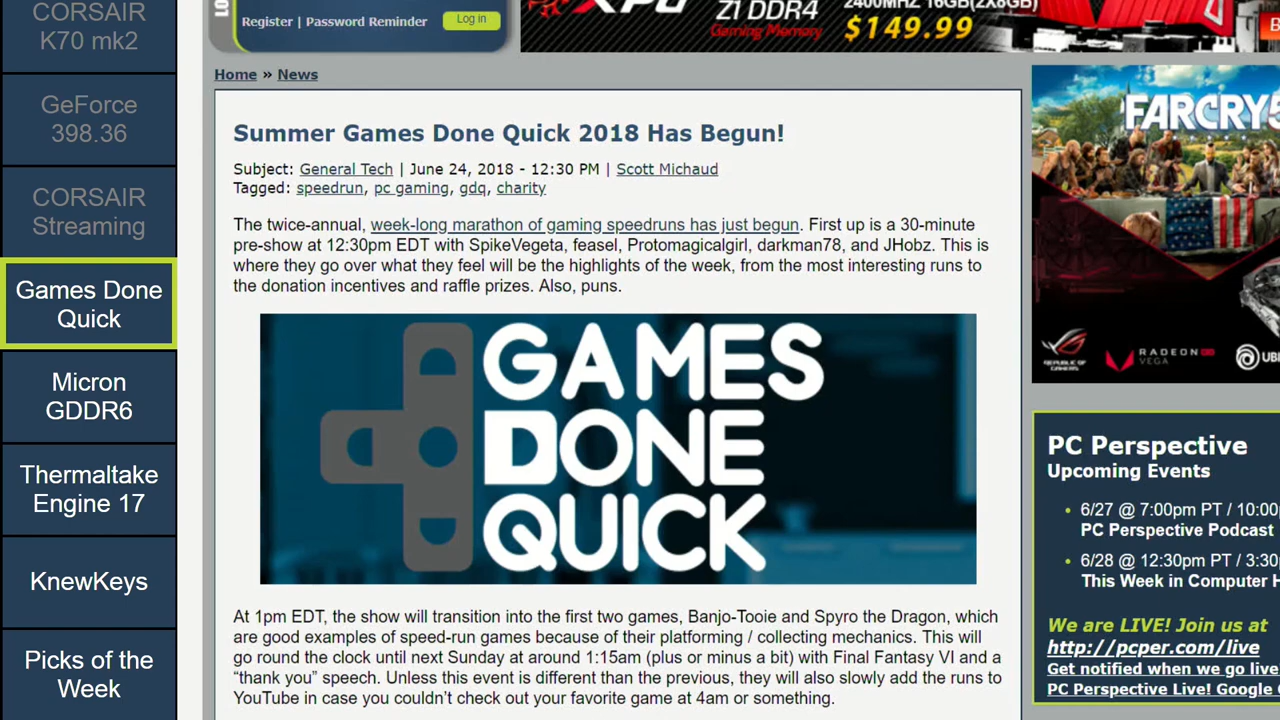 CORSAIR
K70 mk2
GeForce
398.36
CORSAIR
Streaming
Games Done
Quick
Micron
GDDR6
Thermaltake
Engine 17
KnewKeys
Picks of the
Week
Register | Password Reminder
Log in
Z1 DDR4
Gaming Memory
2400MHZ 16GB(2X8GB)
$149.99
Home » News
Summer Games Done Quick 2018 Has Begun!
Subject: General Tech | June 24, 2018 - 12:30 PM | Scott Michaud
Tagged: speedrun, pc gaming, gdq, charity
The twice-annual, week-long marathon of gaming speedruns has just begun. First up is a 30-minute
pre-show at 12:30pm EDT with SpikeVegeta, feasel, Protomagicalgirl, darkman78, and JHobz. This is
where they go over what they feel will be the highlights of the week, from the most interesting runs to
the donation incentives and raffle prizes. Also, puns.
GAMES
DONE
QUICK
At 1pm EDT, the show will transition into the first two games, Banjo-Tooie and Spyro the Dragon, which
are good examples of speed-run games because of their platforming / collecting mechanics. This will
go round the clock until next Sunday at around 1:15am (plus or minus a bit) with Final Fantasy VI and a
“thank you” speech. Unless this event is different than the previous, they will also slowly add the runs to
YouTube in case you couldn’t check out your favorite game at 4am or something.
FARCRY5
REPUBLIC OF
GAMERS
RADEON RX
VEGA
UBI
PC Perspective
Upcoming Events
6/27 @ 7:00pm PT / 10:00p
PC Perspective Podcast
6/28 @ 12:30pm PT / 3:30
This Week in Computer H
We are LIVE! Join us at
http://pcper.com/live
Get notified when we go live
PC Perspective Live! Google C